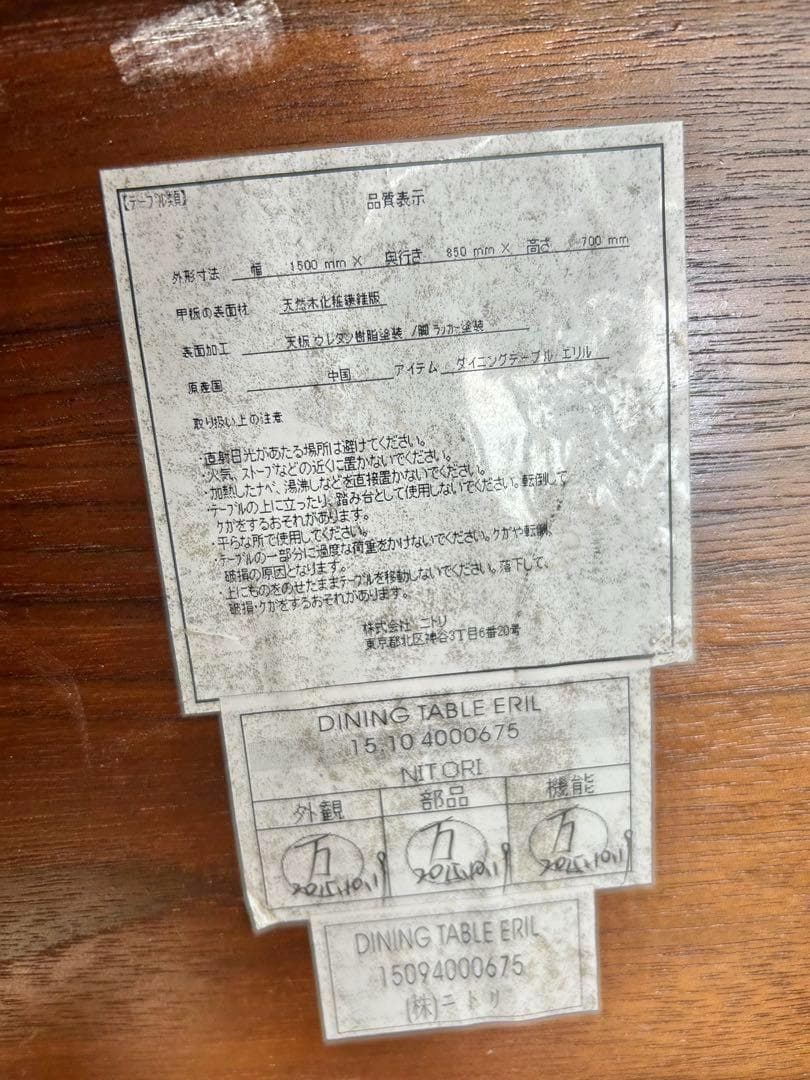 【テーブル類】
品質表示
外形寸法 幅 1500 mm × 奥行き 850 mm × 高さ 700 mm
甲板の表面材 天然木化粧繊維版
表面加工 天板 ウレタン樹脂塗装 /脚 ラッカー塗装
原産国 中国 アイテム ダイニングテーブル エリル
取り扱い上の注意
・直射日光があたる場所は避けてください。
・火気、ストーブなどの近くに置かないでください。
・加熱したナベ、湯沸しなどを直接置かないでください。
・テーブルの上に立ったり、踏み台として使用しないでください。転倒して
ケガをするおそれがあります。
・平らな所で使用してください。
・テーブルの一部分に過度な荷重をかけないでください。ケガや転倒、
破損の原因となります。
・上にものをのせたままテーブルを移動しないでください。落下して、
破損・ケガをするおそれがあります。
株式会社 ニトリ
東京都北区神谷3丁目6番20号
DINING TABLE ERIL
15.10 4000675
NITORI
外観 部品 機能
万 万 万
DINING TABLE ERIL
15094000675
(株)ニトリ